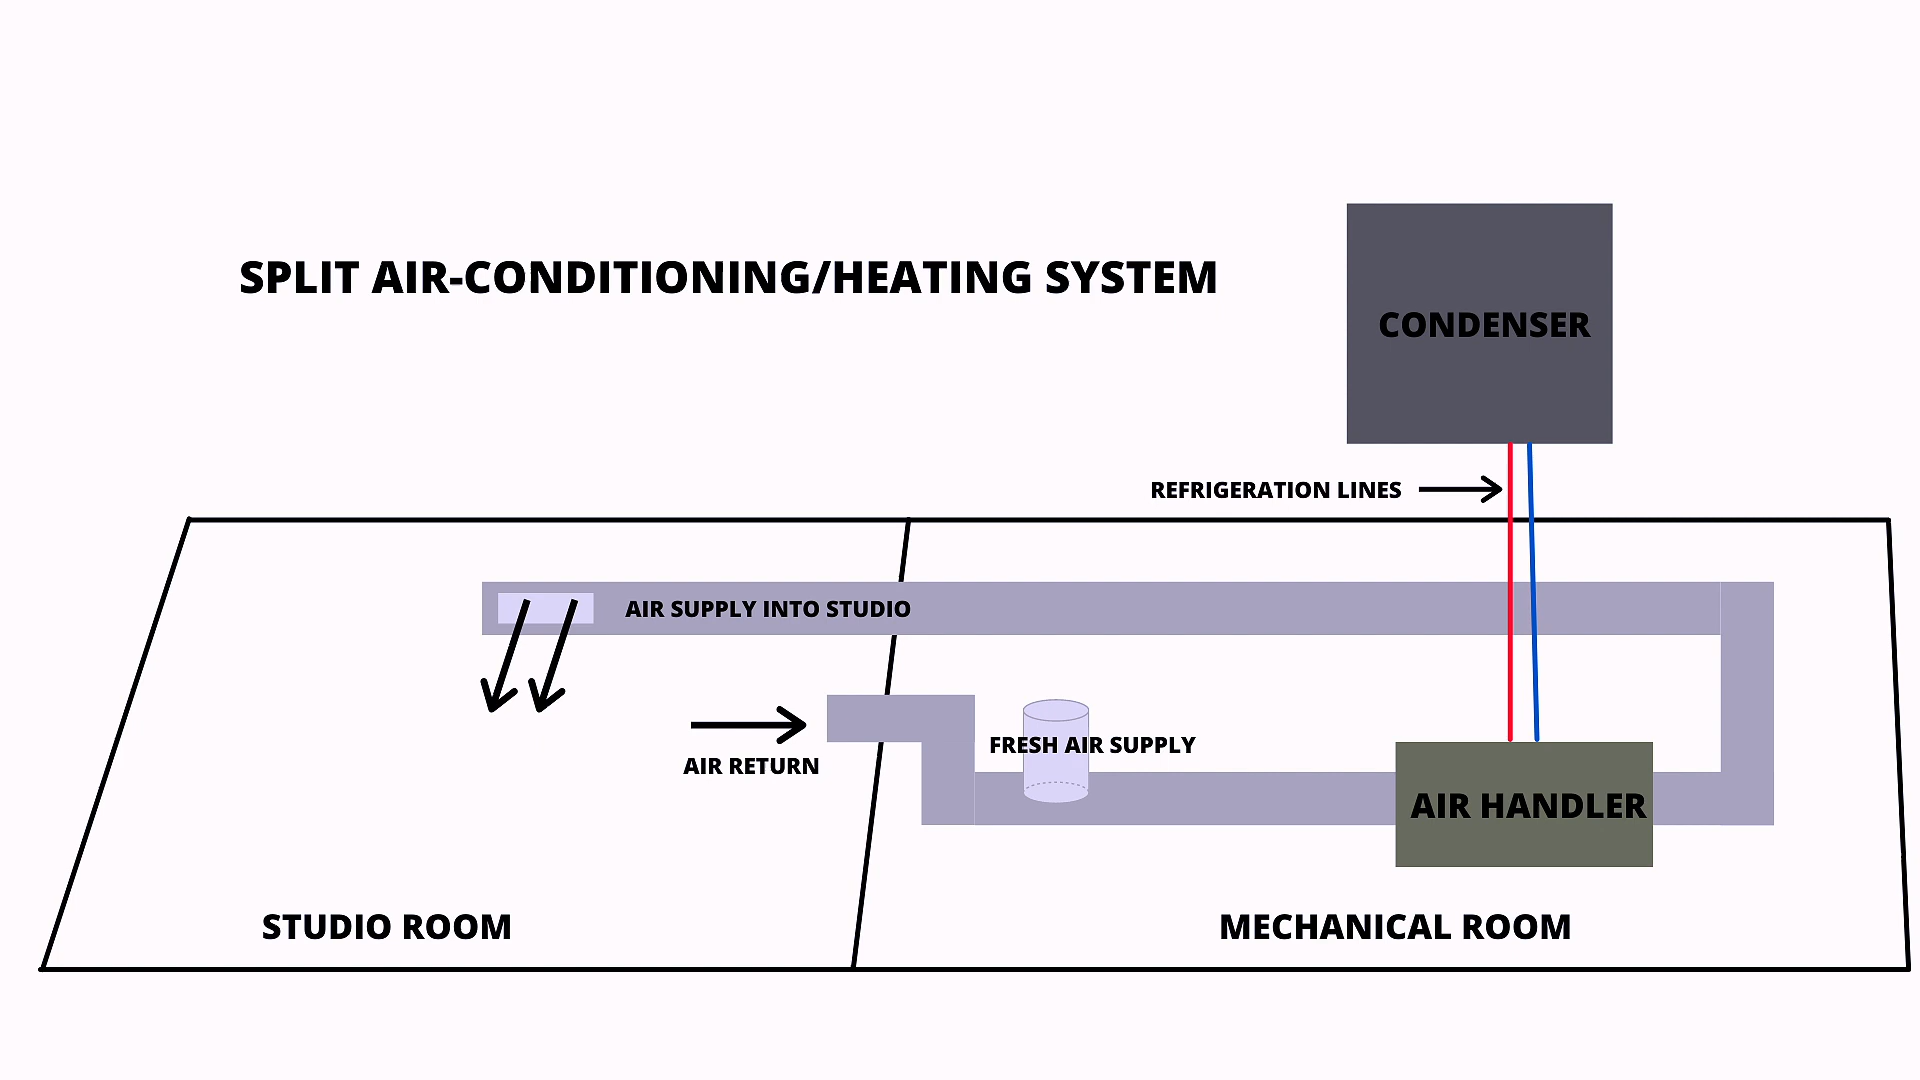 SPLIT AIR-CONDITIONING/HEATING SYSTEM
CONDENSER
REFRIGERATION LINES
AIR SUPPLY INTO STUDIO
FRESH AIR SUPPLY
AIR RETURN
AIR HANDLER
STUDIO ROOM
MECHANICAL ROOM